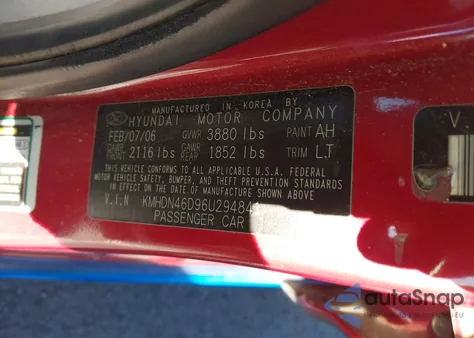 MANUFACTURED IN KOREA BY
HYUNDAI MOTOR COMPANY
FEB/07/06 GVWR 3880 lbs PAINT AH
GAWR FRONT 2116 lbs GAWR REAR 1852 lbs TRIM LT
THIS VEHICLE CONFORMS TO ALL APPLICABLE U.S.A. FEDERAL
MOTOR VEHICLE SAFETY, BUMPER, AND THEFT PREVENTION STANDARDS
IN EFFECT ON THE DATE OF MANUFACTURE SHOWN ABOVE
V.I.N KMHDN46D96U29484
PASSENGER CAR
V
autoSnap